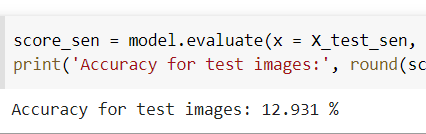 score_sen = model.evaluate(x = X_test_sen,
print('Accuracy for test images:', round(sc
Accuracy for test images: 12.931 %